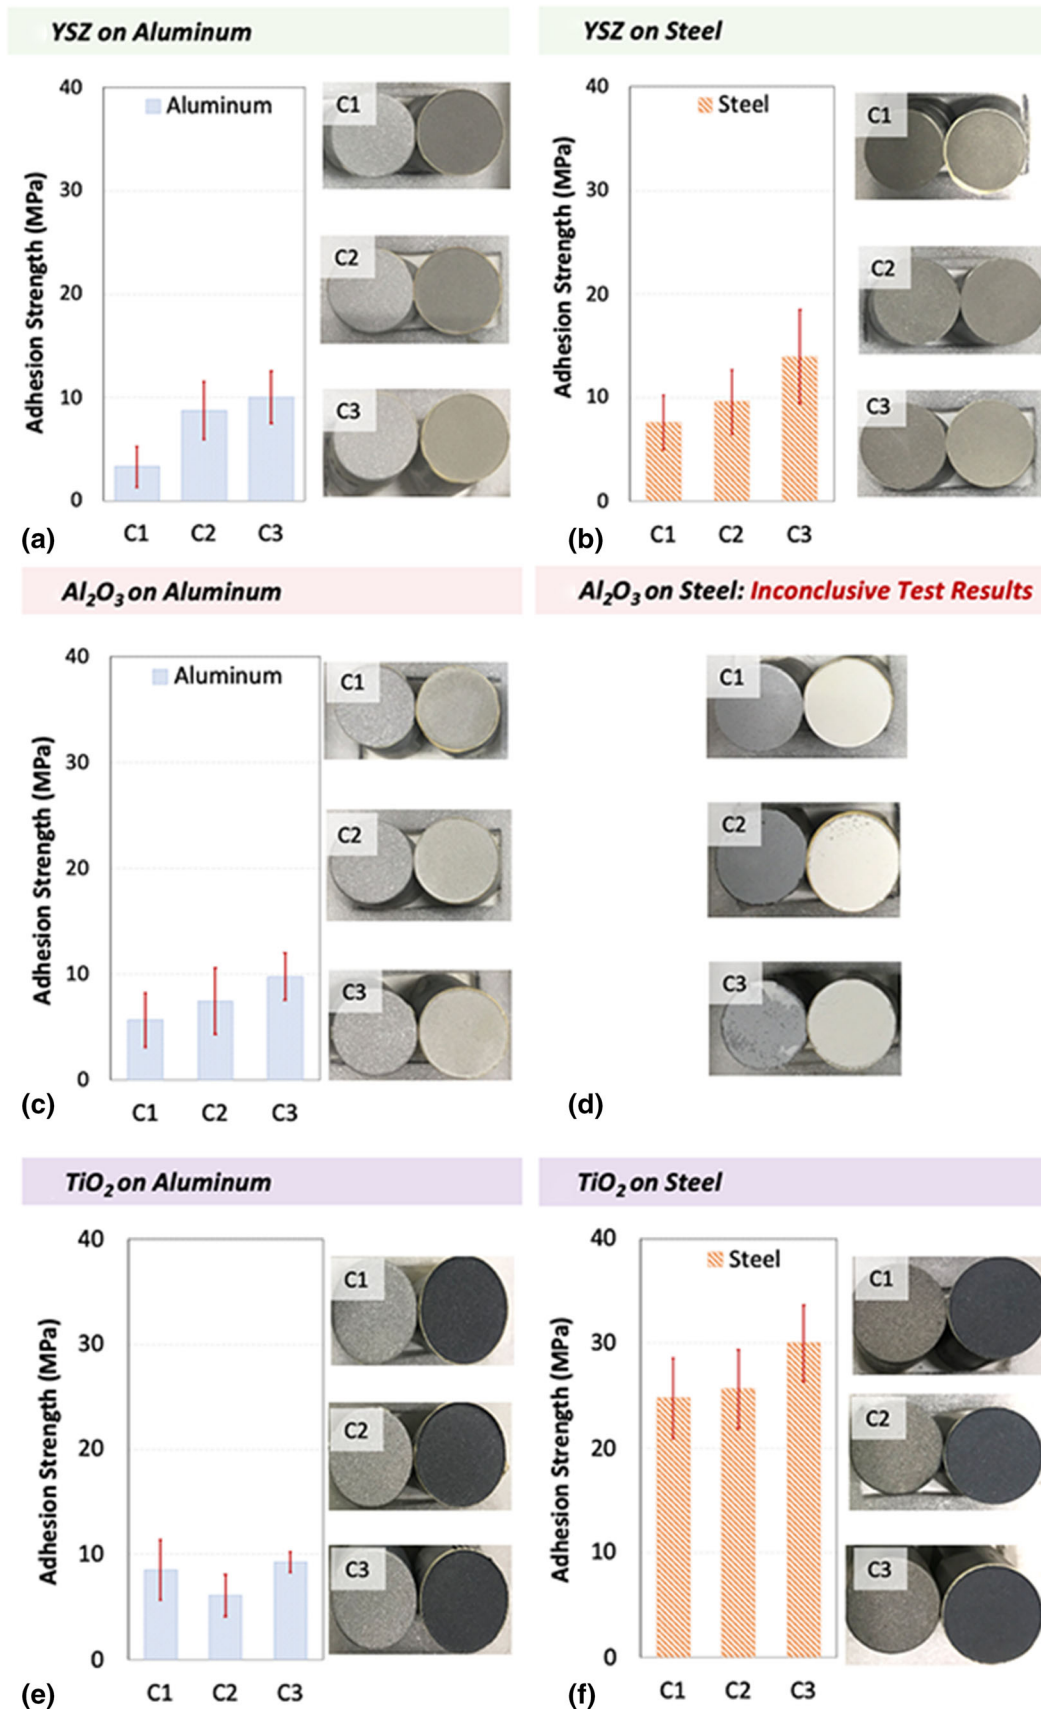 YSZ on Aluminum
YSZ on Steel
40
30
20
10
0
Adhesion Strength (MPa)
Aluminum
C1
C2
C3
C1
C2
C3
(a)
40
30
20
10
0
Adhesion Strength (MPa)
Steel
C1
C2
C3
C1
C2
C3
(b)
Al₂O₃ on Aluminum
Al₂O₃ on Steel: Inconclusive Test Results
40
30
20
10
0
Adhesion Strength (MPa)
Aluminum
C1
C2
C3
C1
C2
C3
(c)
C1
C2
C3
(d)
TiO₂ on Aluminum
TiO₂ on Steel
40
30
20
10
0
Adhesion Strength (MPa)
C1
C2
C3
C1
C2
C3
(e)
40
30
20
10
0
Adhesion Strength (MPa)
Steel
C1
C2
C3
C1
C2
C3
(f)